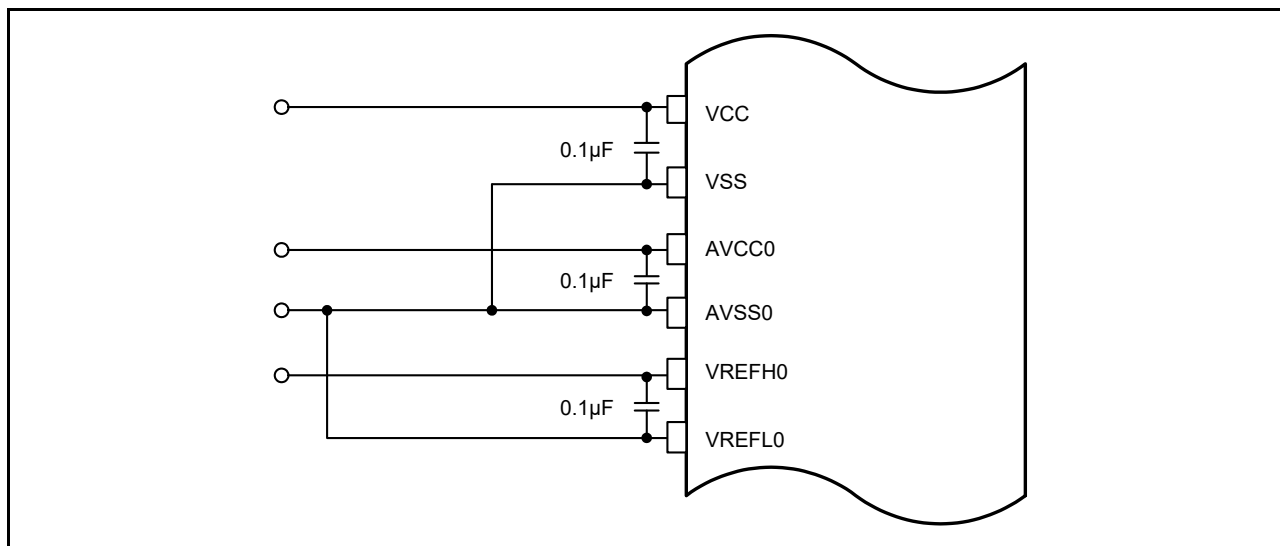 VCC
0.1µF
VSS
AVCC0
0.1µF
AVSS0
VREFH0
0.1µF
VREFL0